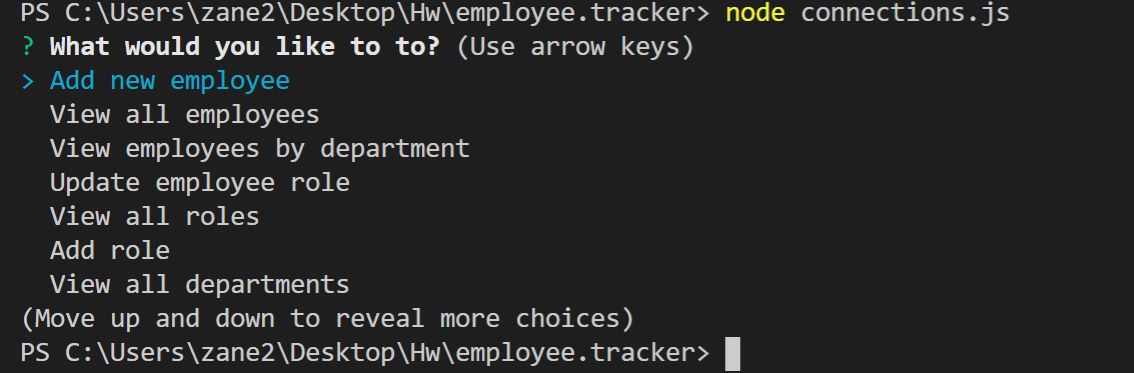 PS C:\Users\zane2\Desktop\Hw\employee.tracker> node connections.js
? What would you like to to? (Use arrow keys)
> Add new employee
View all employees
View employees by department
Update employee role
View all roles
Add role
View all departments
(Move up and down to reveal more choices)
PS C:\Users\zane2\Desktop\Hw\employee.tracker>